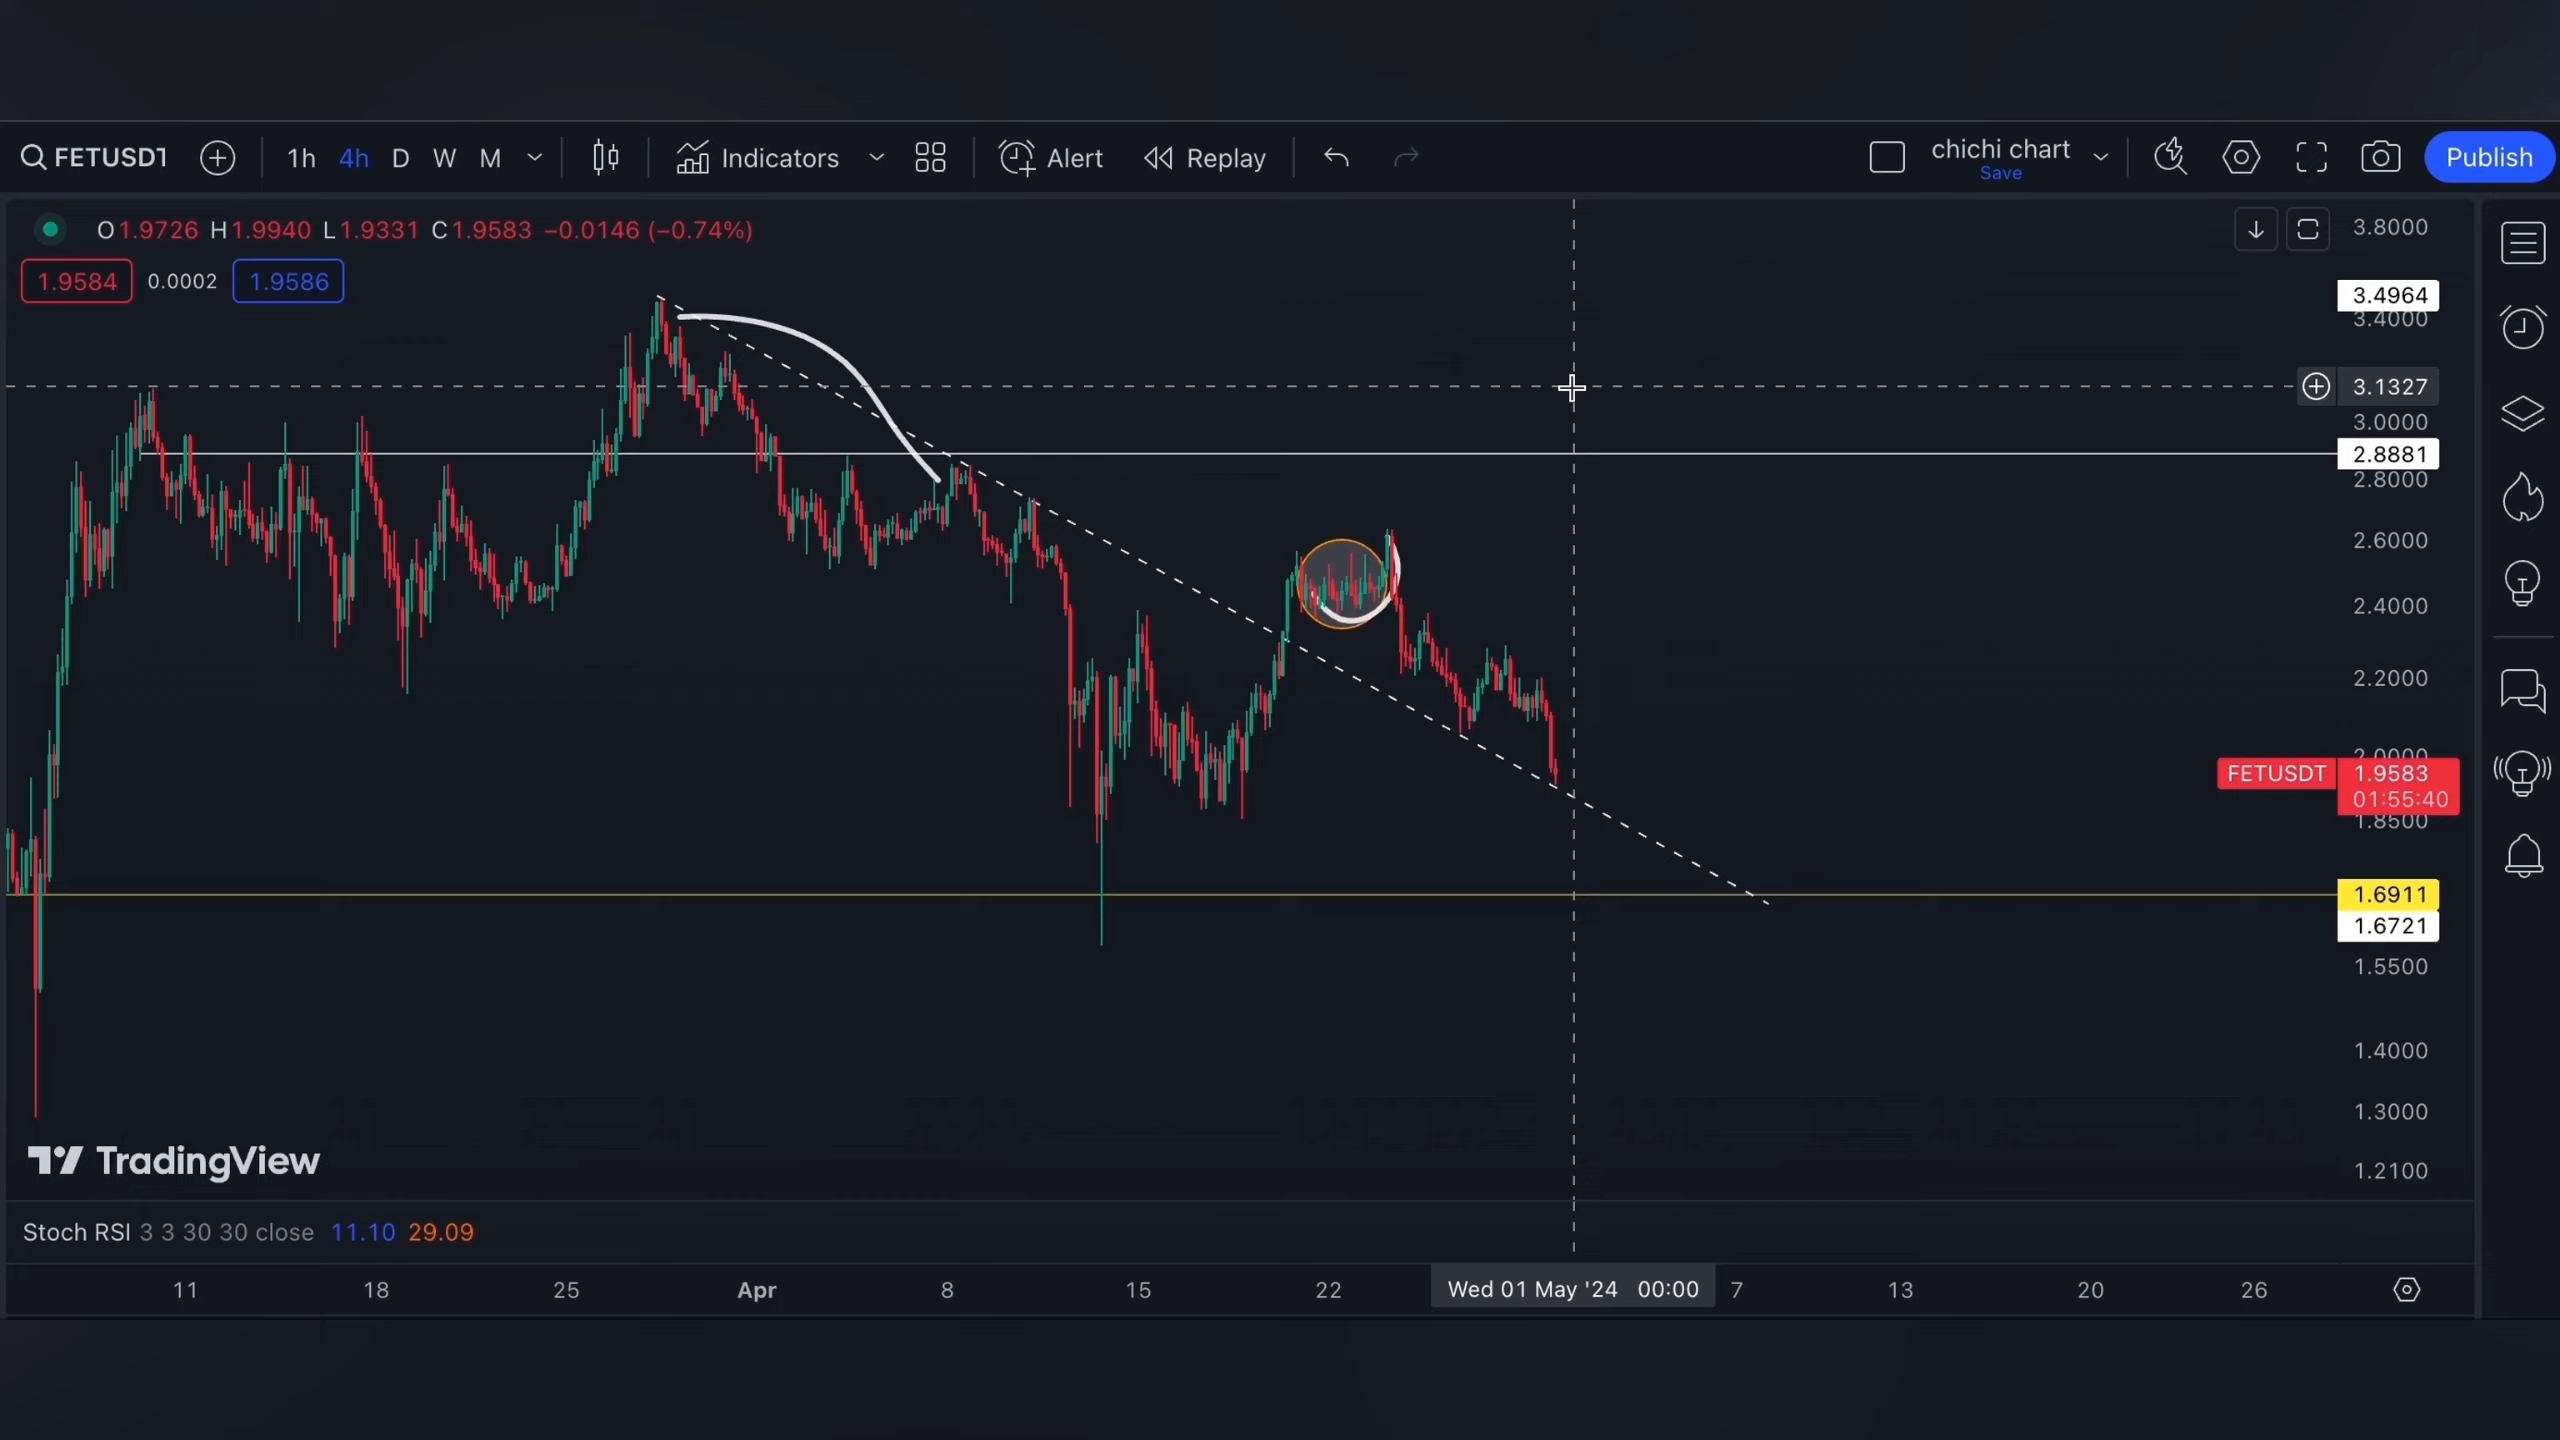 FETUSDT 1h 4h D W M Indicators Alert Replay chichi chart Publish
Save
O1.9726 H1.9940 L1.9331 C1.9583 −0.0146 (−0.74%)
1.9584 0.0002 1.9586
3.8000
3.4964
3.4000
3.1327
3.0000
2.8881
2.8000
2.6000
2.4000
2.2000
2.0000
FETUSDT 1.9583
01:55:40
1.8500
1.6911
1.6721
1.5500
1.4000
1.3000
1.2100
TradingView
Stoch RSI 3 3 30 30 close 11.10 29.09
11 18 25 Apr 8 15 22 Wed 01 May '24 00:00 7 13 20 26